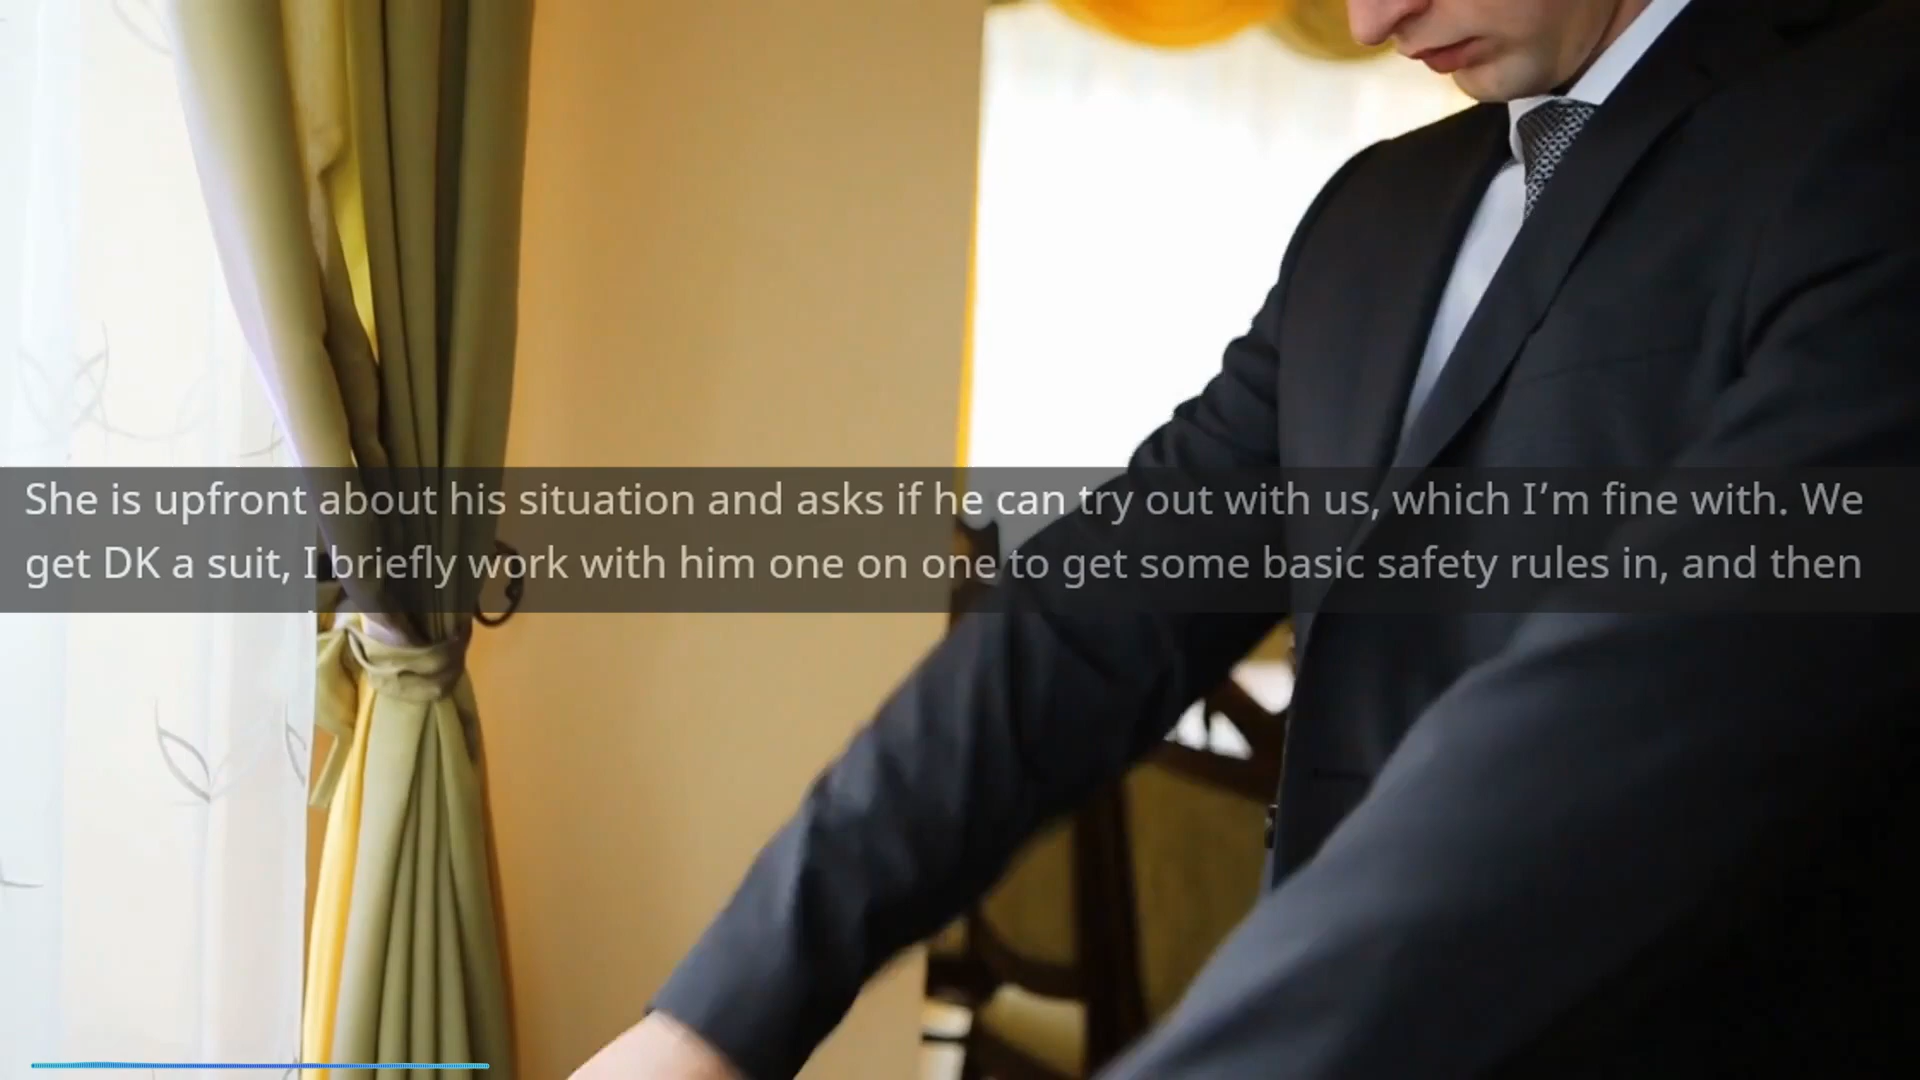 She is upfront about his situation and asks if he can try out with us, which I’m fine with. We
get DK a suit, I briefly work with him one on one to get some basic safety rules in, and then